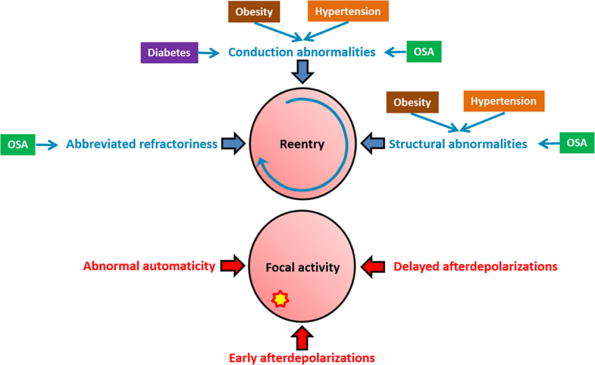 Obesity
Hypertension
Diabetes
Conduction abnormalities
OSA
Obesity
Hypertension
OSA
Abbreviated refractoriness
Reentry
Structural abnormalities
OSA
Abnormal automaticity
Focal activity
Delayed afterdepolarizations
Early afterdepolarizations